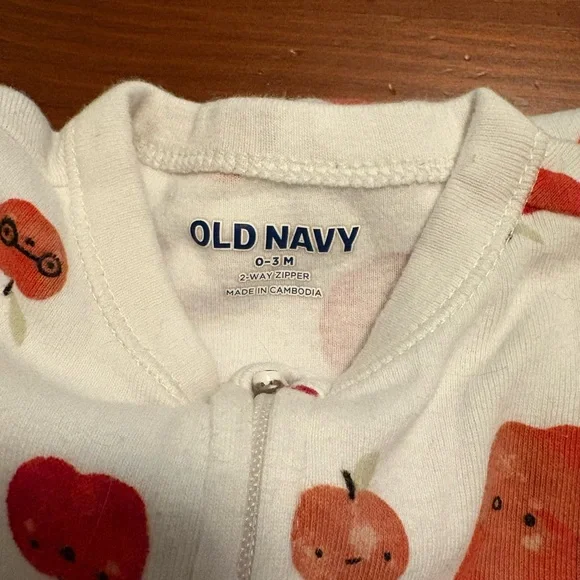 OLD NAVY
0-3 M
2-WAY ZIPPER
MADE IN CAMBODIA